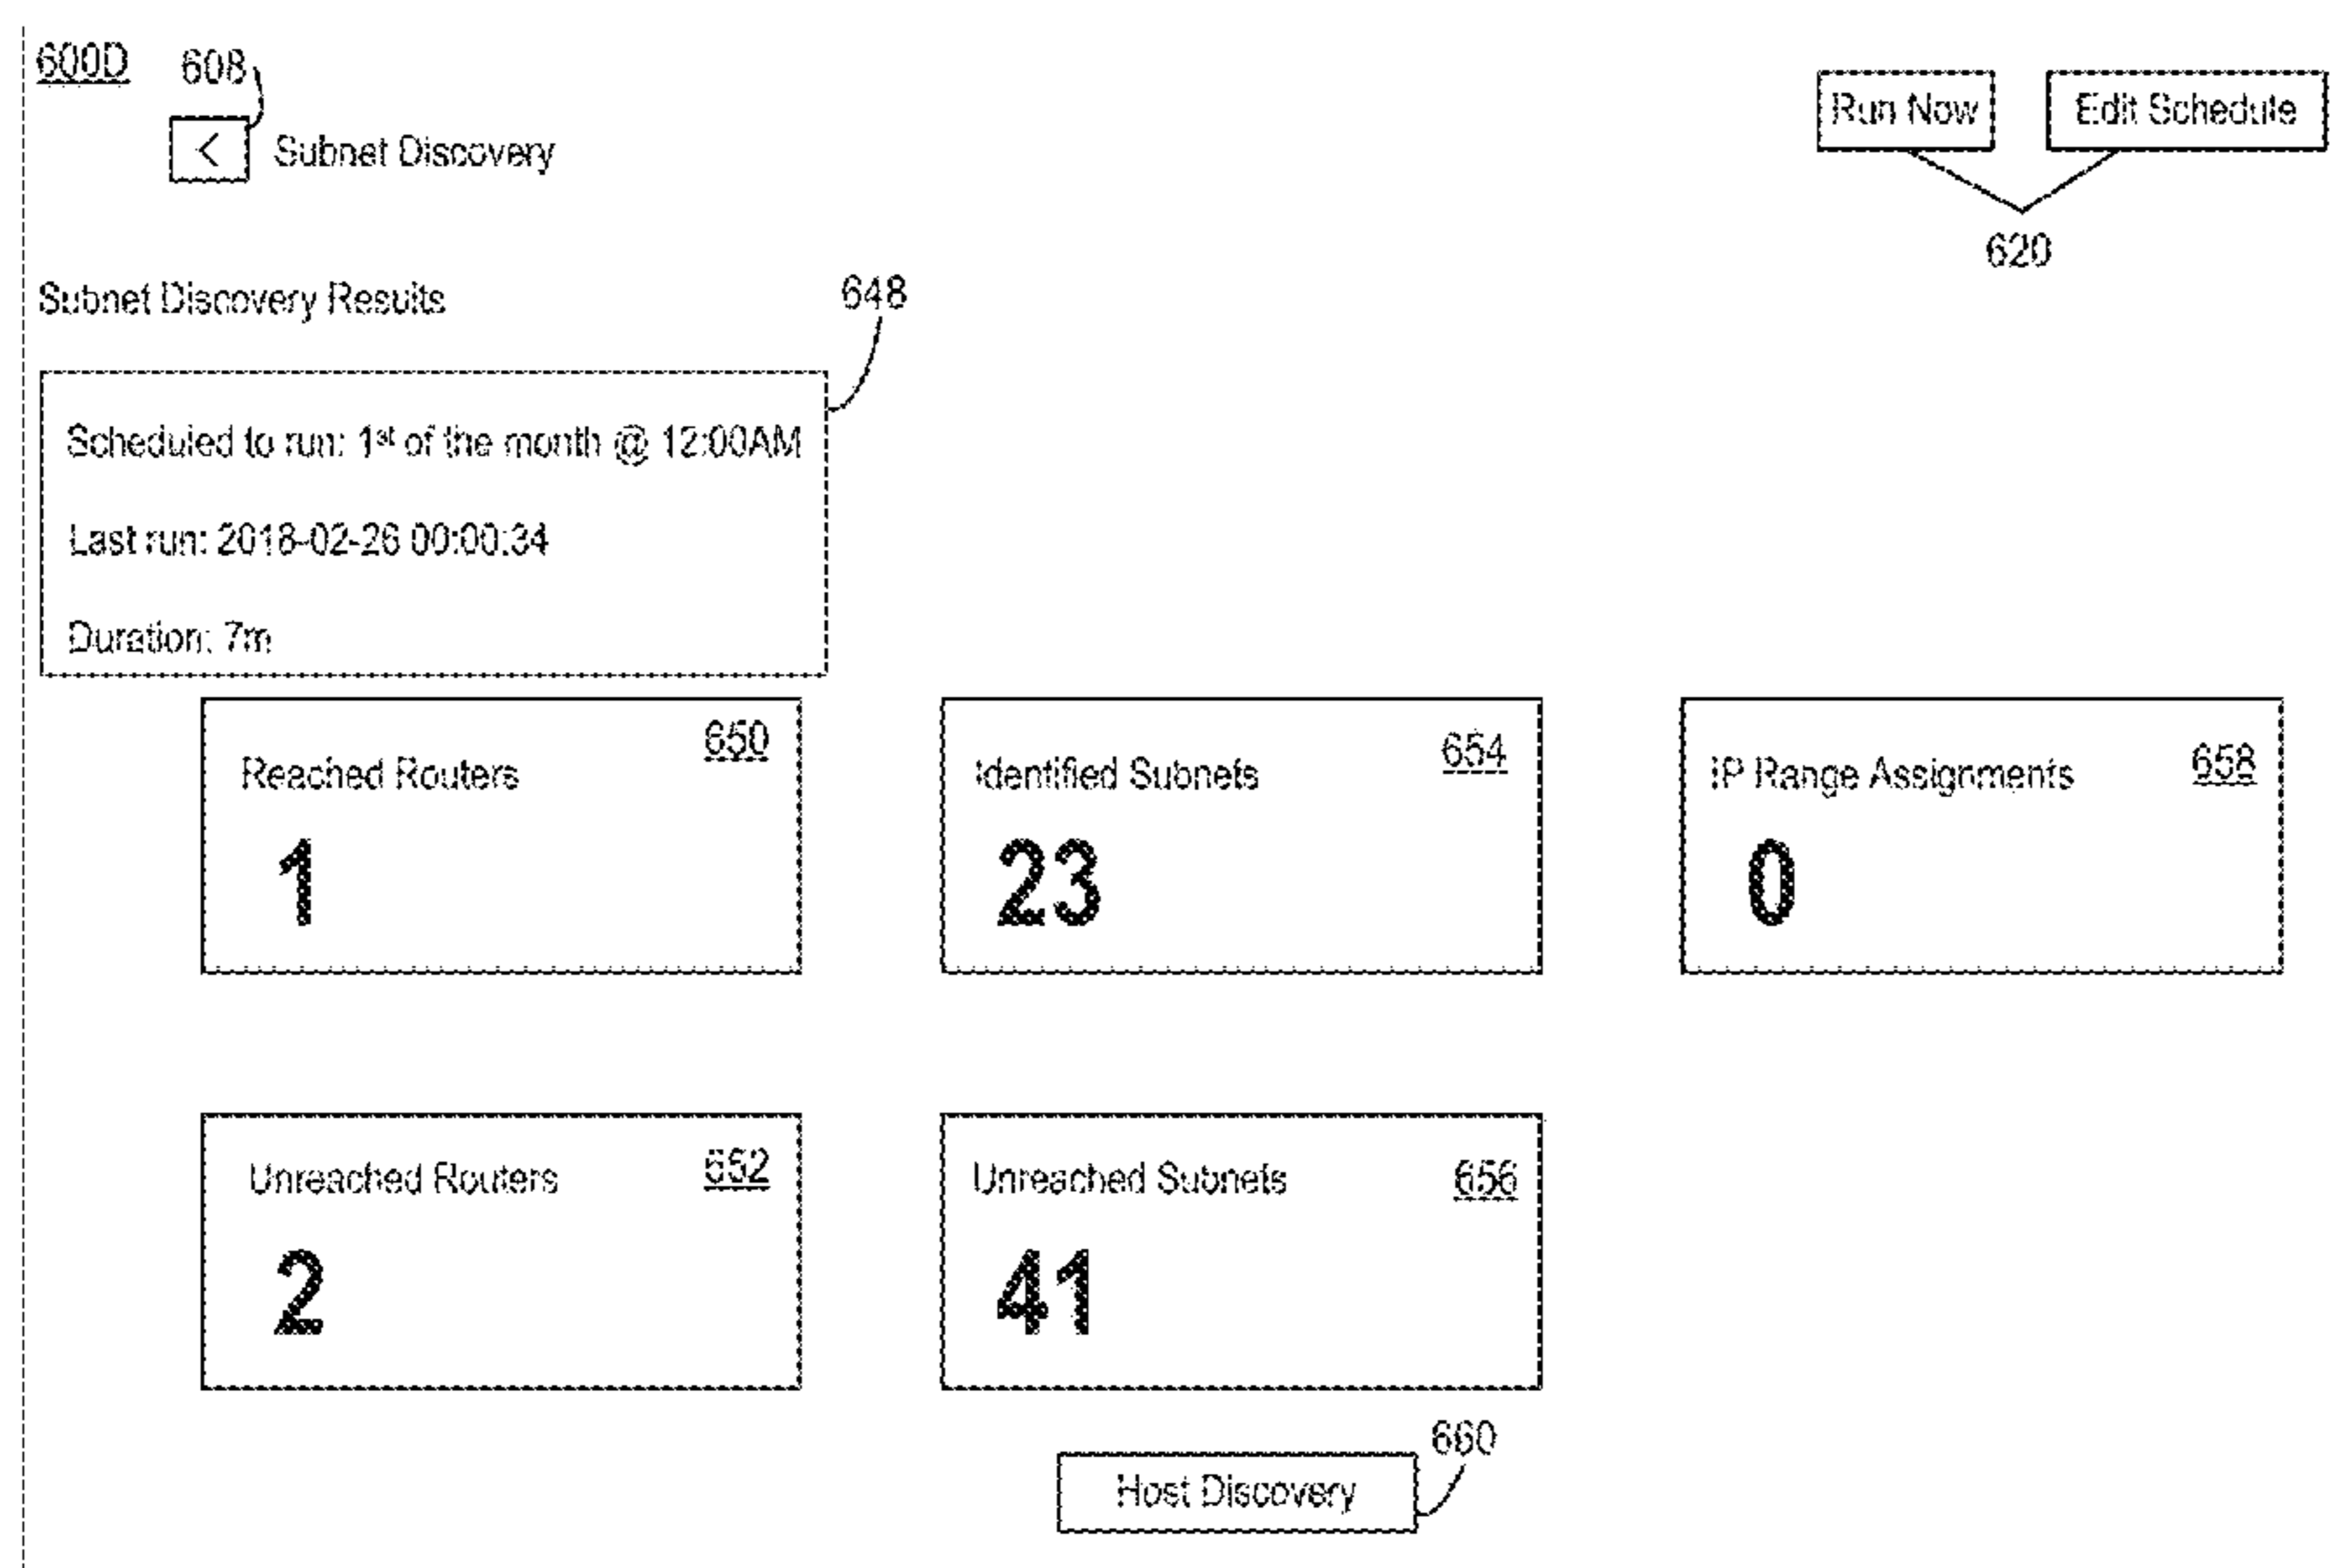 600D
608
Run Now
Edit Schedule
< Subnet Discovery
620
Subnet Discovery Results
648
Scheduled to run: 1st of the month @ 12:00AM
Last run: 2018-02-26 00:00:34
Duration: 7m
Reached Routers
650
1
Identified Subnets
654
23
IP Range Assignments
658
0
Unreached Routers
652
2
Unreached Subnets
656
41
660
Host Discovery